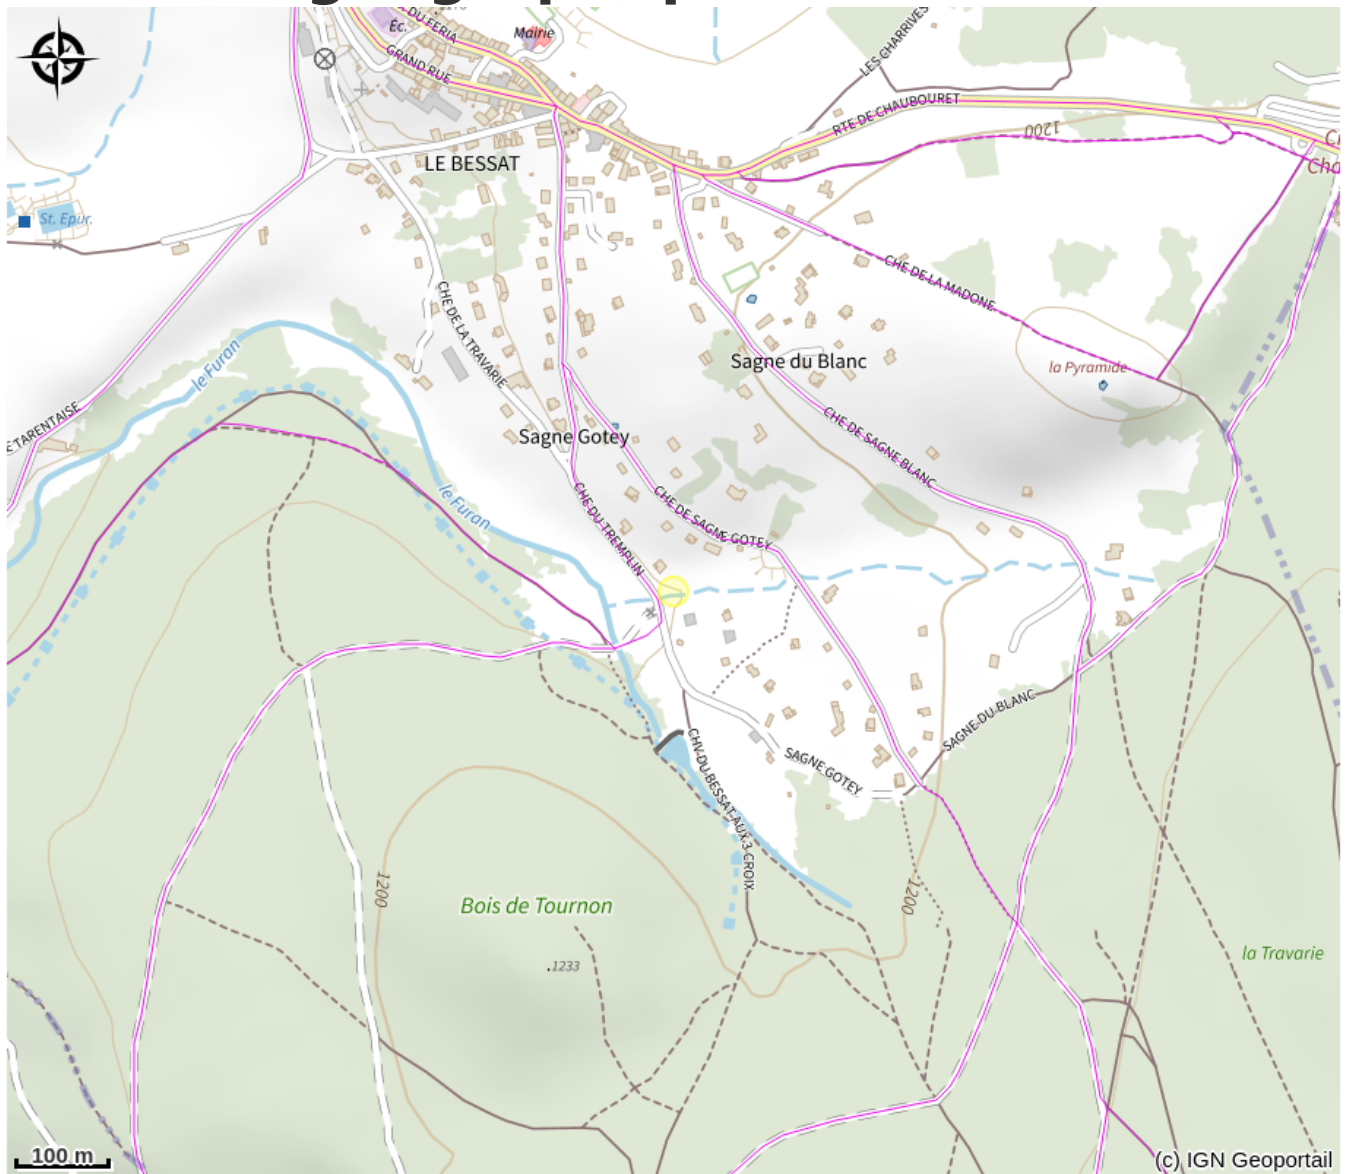 1170
DU FERIA
Éc.
Mairie
GRAND RUE
LES CHARRIVES
RTE DE CHAUBOURET
1200
LE BESSAT
St. Epur.
CHE DE LA MADONE
CHE DE LA TRAVARIE
le Furan
Sagne du Blanc
la Pyramide
E TARENTAISE
Sagne Gotey
CHE DE SAGNE BLANC
le Furan
CHE DU TREMPLIN
CHE DE SAGNE GOTEY
SAGNE DU BLANC
SAGNE GOTEY
CHV DU BESSAT AUX 3 CROIX
1200
1200
Bois de Tournon
.1233
la Travarie
100 m
(c) IGN Geoportail